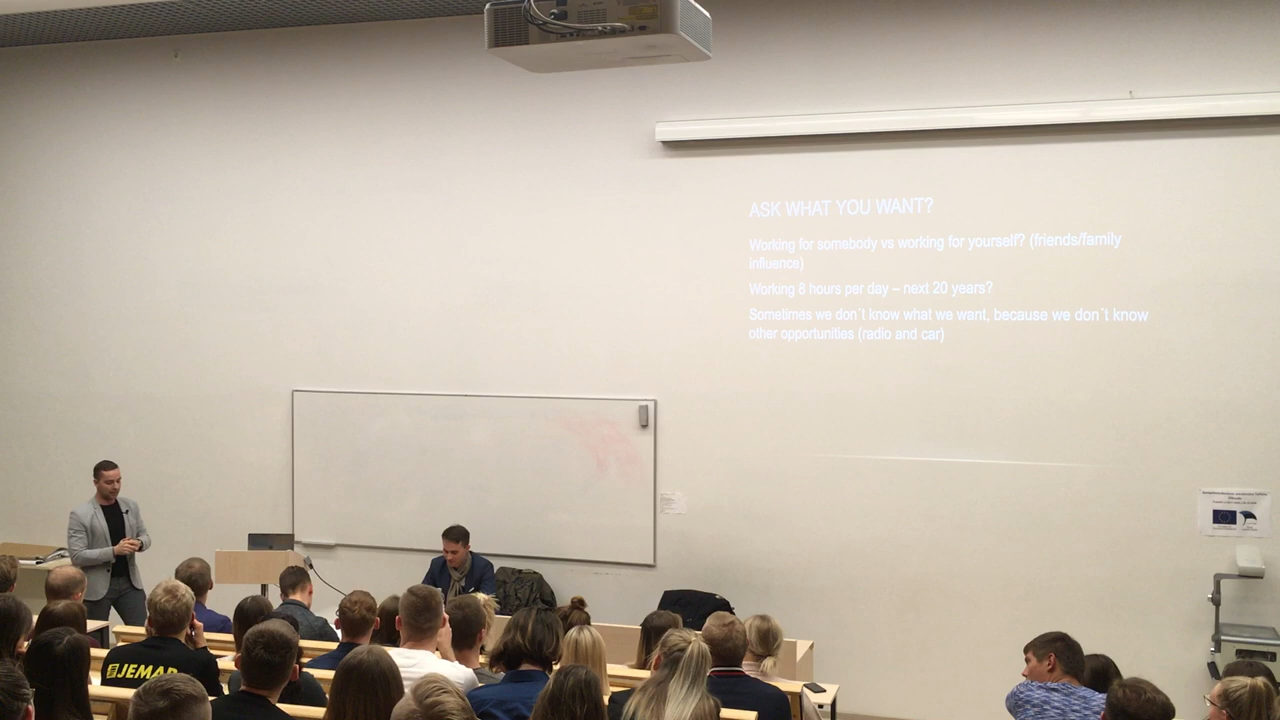 ASK WHAT YOU WANT?
Working for somebody vs working for yourself? (friends/family
influence)
Working 8 hours per day – next 20 years?
Sometimes we don´t know what we want, because we don´t know
other opportunities (radio and car)
JEMAR